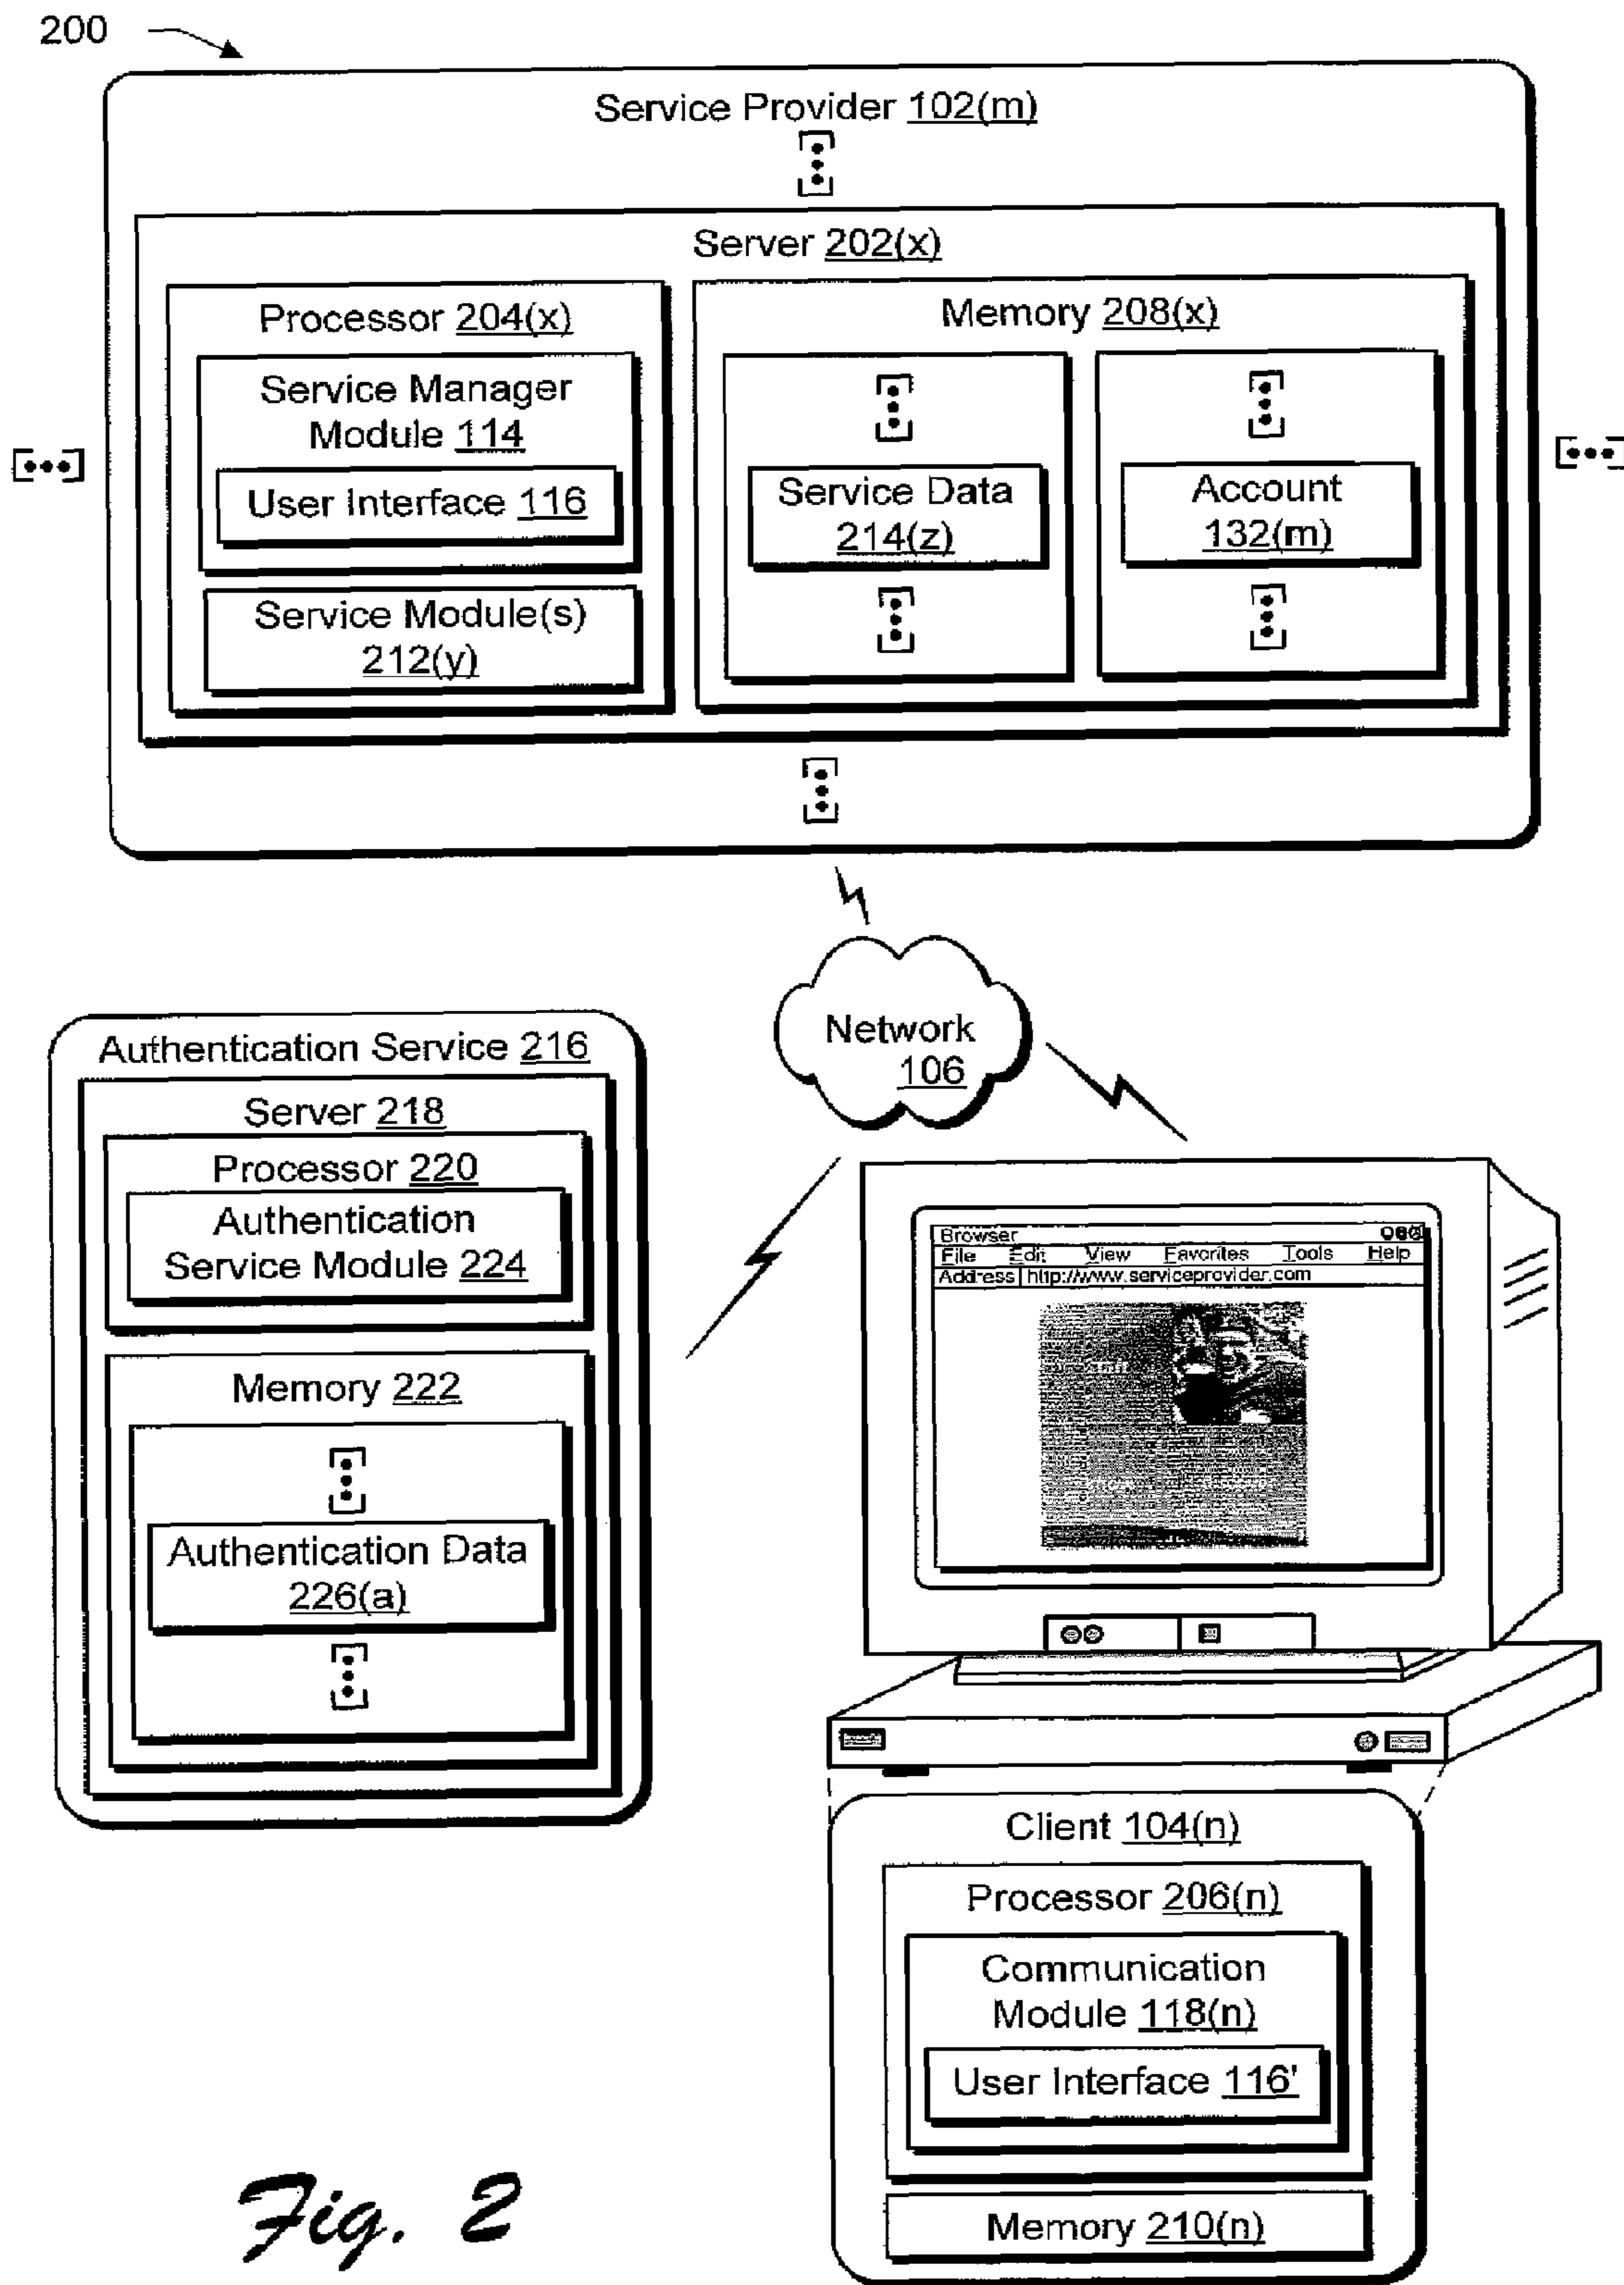 200
Service Provider 102(m)
Server 202(x)
Processor 204(x)
Service Manager
Module 114
User Interface 116
Service Module(s)
212(y)
Memory 208(x)
Service Data
214(z)
Account
132(m)
Network
106
Authentication Service 216
Server 218
Processor 220
Authentication
Service Module 224
Memory 222
Authentication Data
226(a)
Browser
File Edit View Favorites Tools Help
Address http://www.serviceprovider.com
Client 104(n)
Processor 206(n)
Communication
Module 118(n)
User Interface 116'
Memory 210(n)
Fig. 2